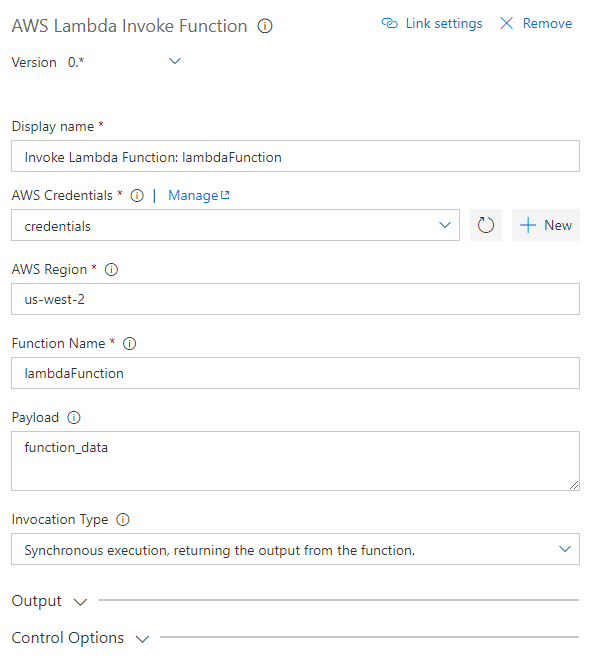 AWS Lambda Invoke Function Link settings Remove
Version 0.*
Display name *
Invoke Lambda Function: lambdaFunction
AWS Credentials * | Manage
credentials New
AWS Region *
us-west-2
Function Name *
lambdaFunction
Payload
function_data
Invocation Type
Synchronous execution, returning the output from the function.
Output
Control Options